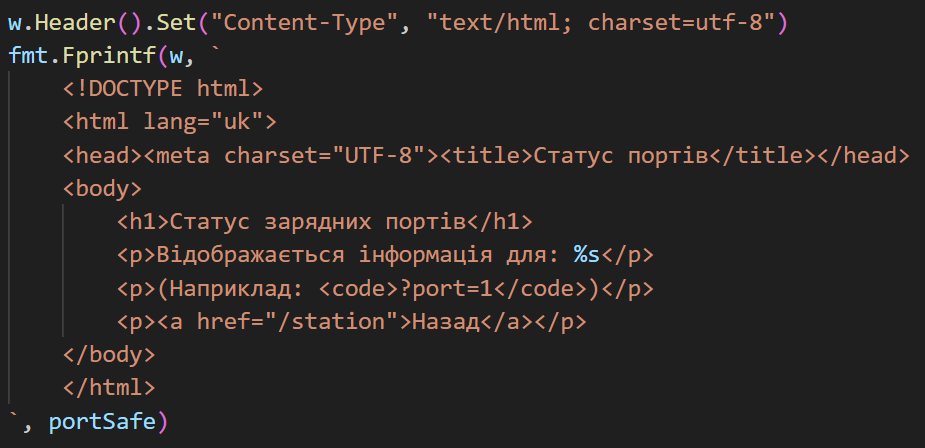 w.Header().Set("Content-Type", "text/html; charset=utf-8")
fmt.Fprintf(w, `
    <!DOCTYPE html>
    <html lang="uk">
    <head><meta charset="UTF-8"><title>Статус портів</title></head>
    <body>
        <h1>Статус зарядних портів</h1>
        <p>Відображається інформація для: %s</p>
        <p>(Наприклад: <code>?port=1</code>)</p>
        <p><a href="/station">Назад</a></p>
    </body>
    </html>
`, portSafe)